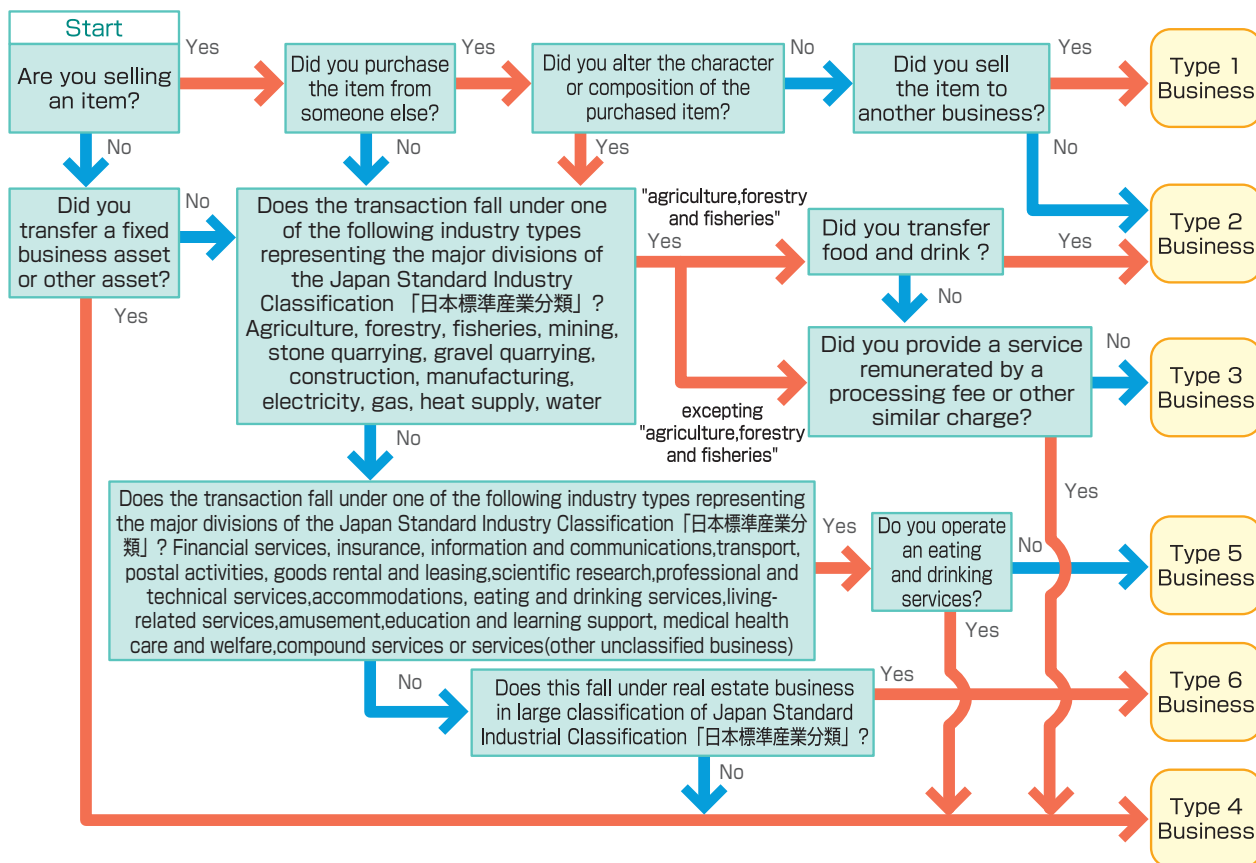 Start
Are you selling
an item?
Yes
No
Did you purchase
the item from
someone else?
Yes
No
Did you alter the character
or composition of the
purchased item?
No
Yes
Did you sell
the item to
another business?
Yes
No
Type 1
Business
Did you
transfer a fixed
business asset
or other asset?
No
Yes
Does the transaction fall under one
of the following industry types
representing the major divisions of
the Japan Standard Industry
Classification 「日本標準産業分類」?
Agriculture, forestry, fisheries, mining,
stone quarrying, gravel quarrying,
construction, manufacturing,
electricity, gas, heat supply, water
Yes
No
"agriculture,forestry
and fisheries"
excepting
"agriculture,forestry
and fisheries"
Did you transfer
food and drink ?
Yes
No
Type 2
Business
Did you provide a service
remunerated by a
processing fee or other
similar charge?
No
Yes
Type 3
Business
Does the transaction fall under one of the following industry types representing
the major divisions of the Japan Standard Industry Classification「日本標準産業分
類」? Financial services, insurance, information and communications,transport,
postal activities, goods rental and leasing,scientific research,professional and
technical services,accommodations, eating and drinking services,living-
related services,amusement,education and learning support, medical health
care and welfare,compound services or services(other unclassified business)
Yes
No
Do you operate
an eating
and drinking
services?
No
Yes
Type 5
Business
Does this fall under real estate business
in large classification of Japan Standard
Industrial Classification「日本標準産業分類」?
Yes
No
Type 6
Business
Type 4
Business